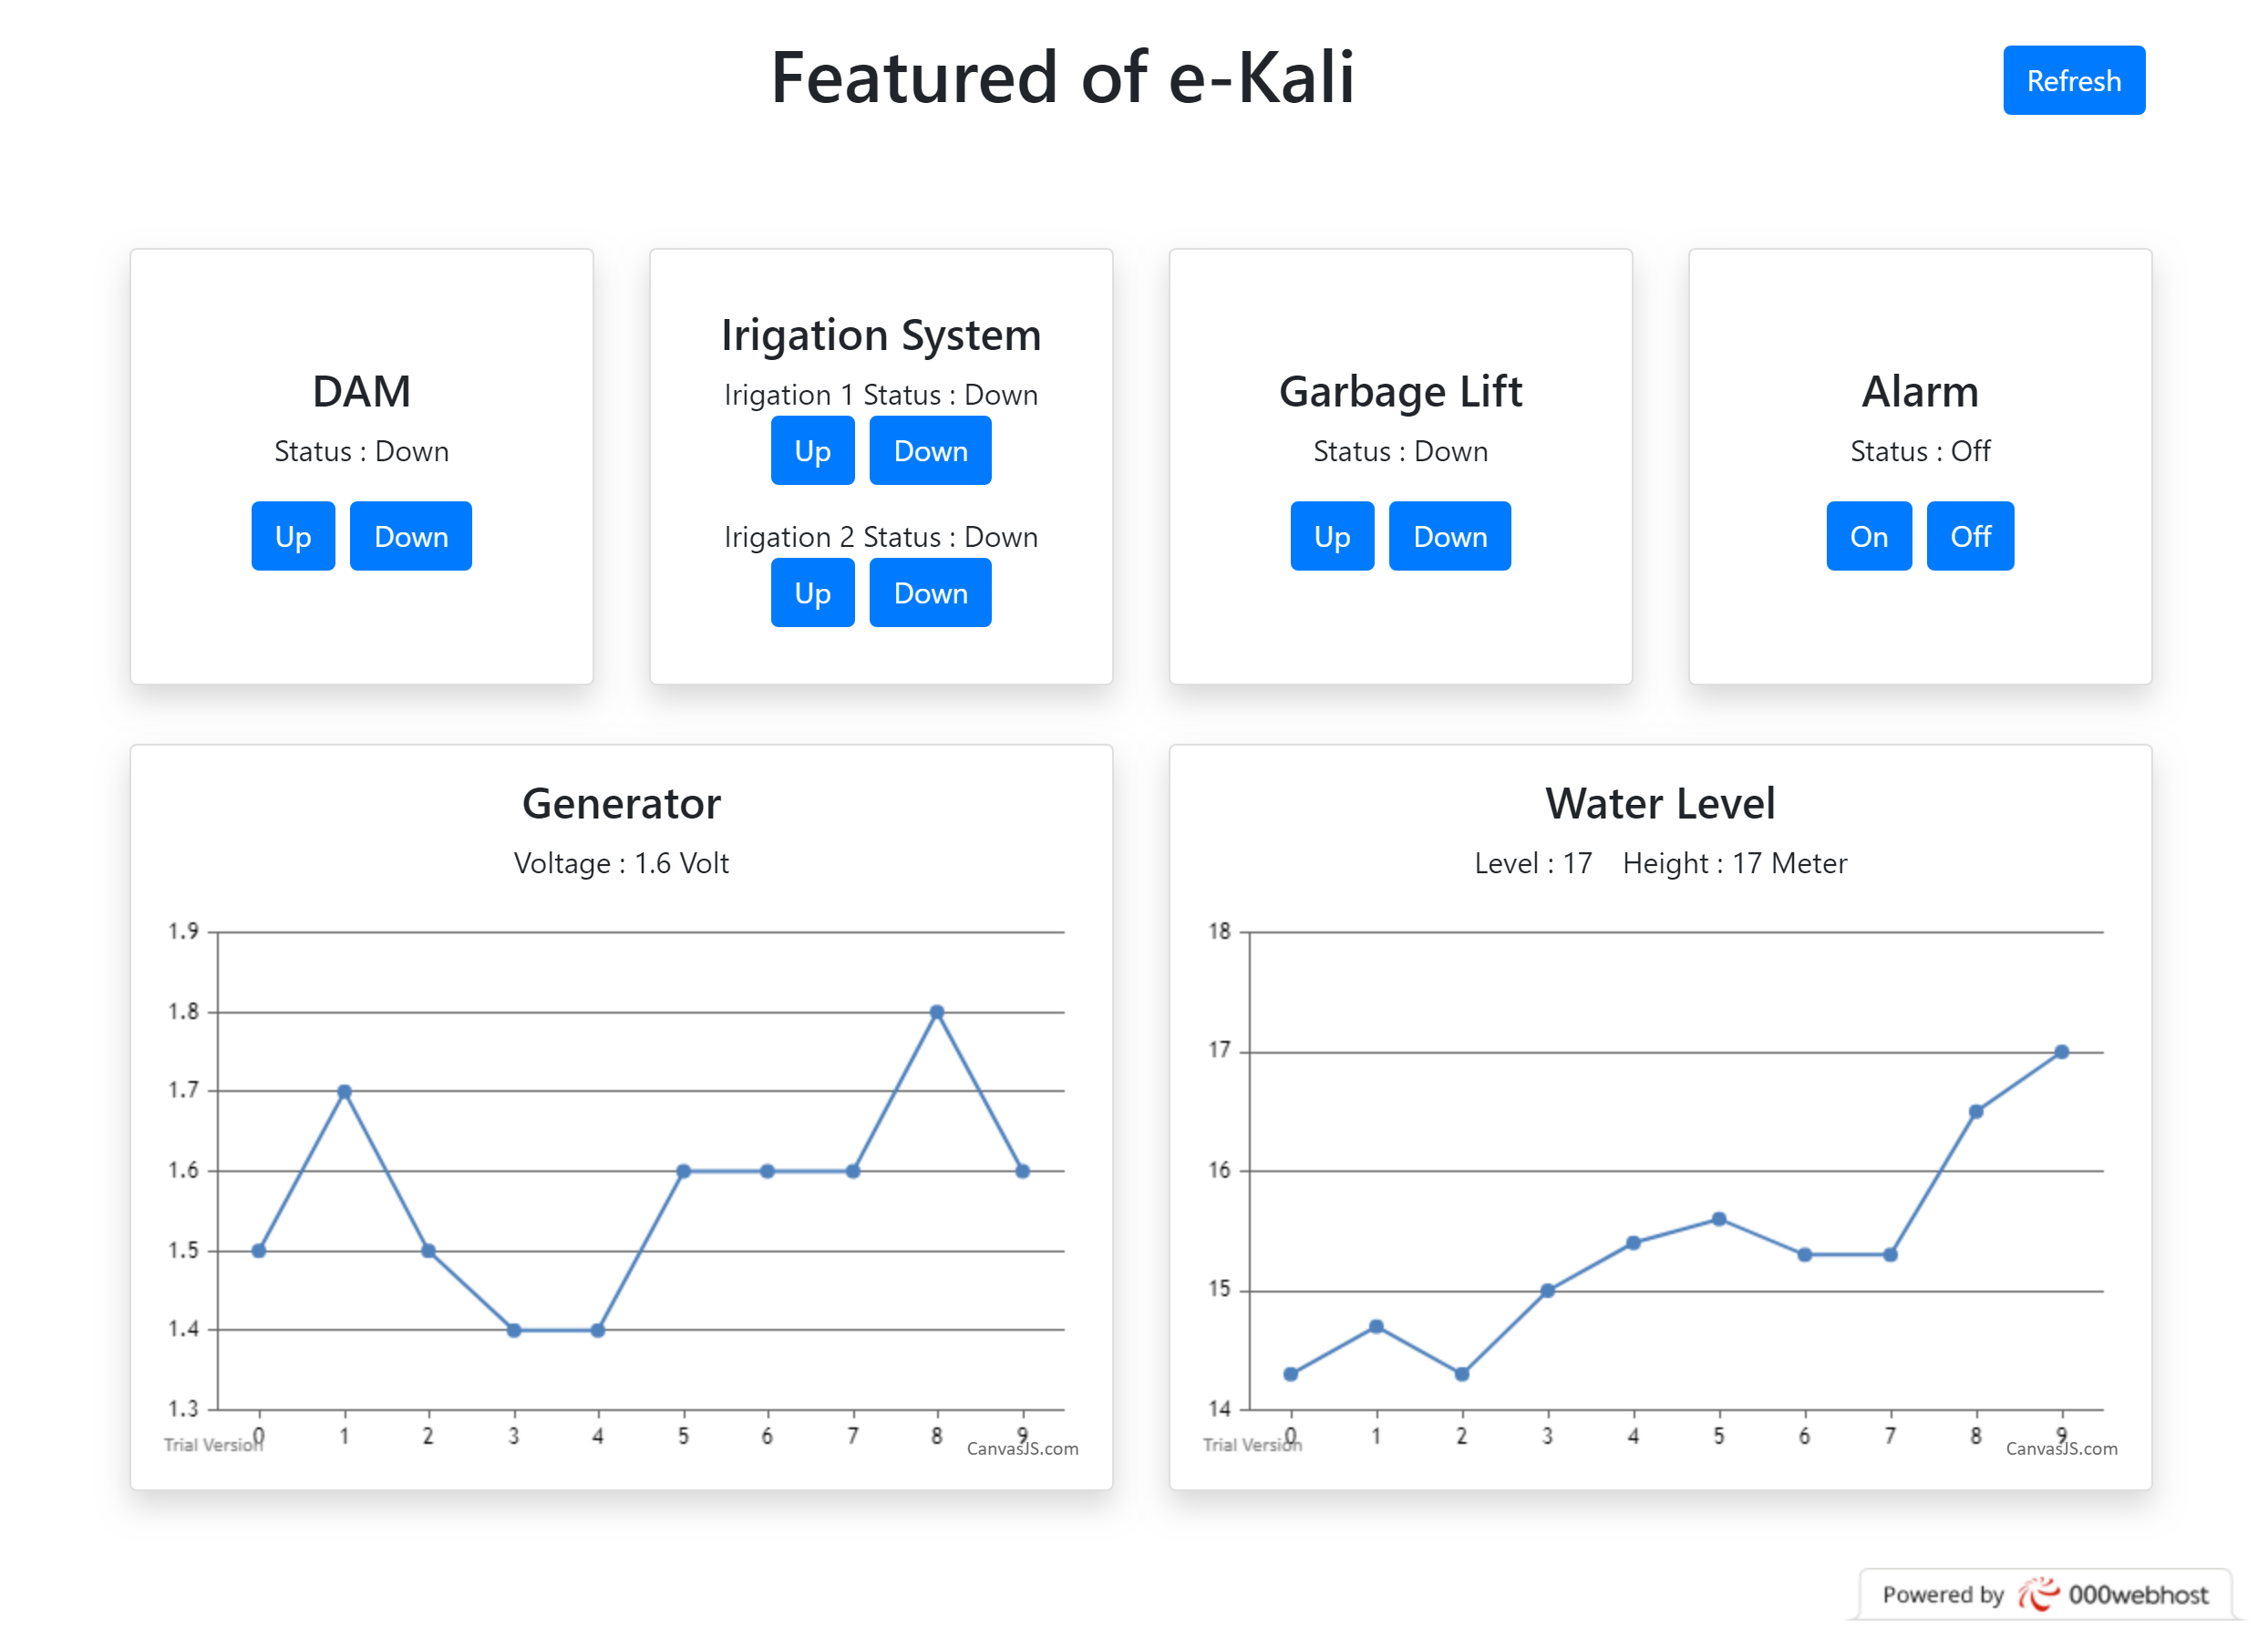 Featured of e-Kali
Refresh
DAM
Status : Down
Up Down
Irigation System
Irigation 1 Status : Down
Up Down
Irigation 2 Status : Down
Up Down
Garbage Lift
Status : Down
Up Down
Alarm
Status : Off
On Off
Generator
Voltage : 1.6 Volt
1.9
1.8
1.7
1.6
1.5
1.4
1.3
0 1 2 3 4 5 6 7 8 9
Trial Version
CanvasJS.com
Water Level
Level : 17 Height : 17 Meter
18
17
16
15
14
0 1 2 3 4 5 6 7 8 9
Trial Version
CanvasJS.com
Powered by 000webhost